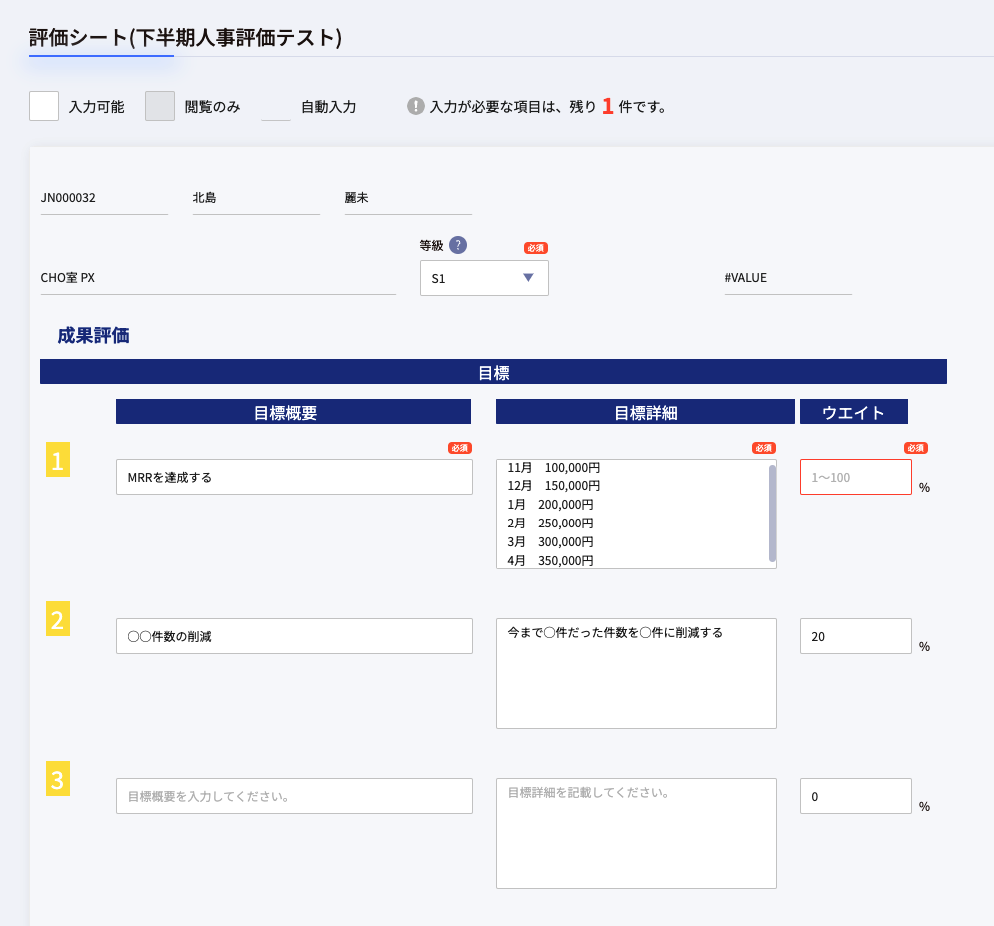 評価シート(下半期人事評価テスト)
入力可能 閲覧のみ 自動入力 ! 入力が必要な項目は、残り 1 件です。
JN000032 北島 麗未
等級 ? 必須
CHO室 PX S1 #VALUE
成果評価
目標
目標概要 目標詳細 ウエイト
必須 必須 必須
1 MRRを達成する 11月 100,000円 1〜100 %
12月 150,000円
1月 200,000円
2月 250,000円
3月 300,000円
4月 350,000円
2 〇〇件数の削減 今まで〇件だった件数を〇件に削減する 20 %
3 目標概要を入力してください。 目標詳細を記載してください。 0 %